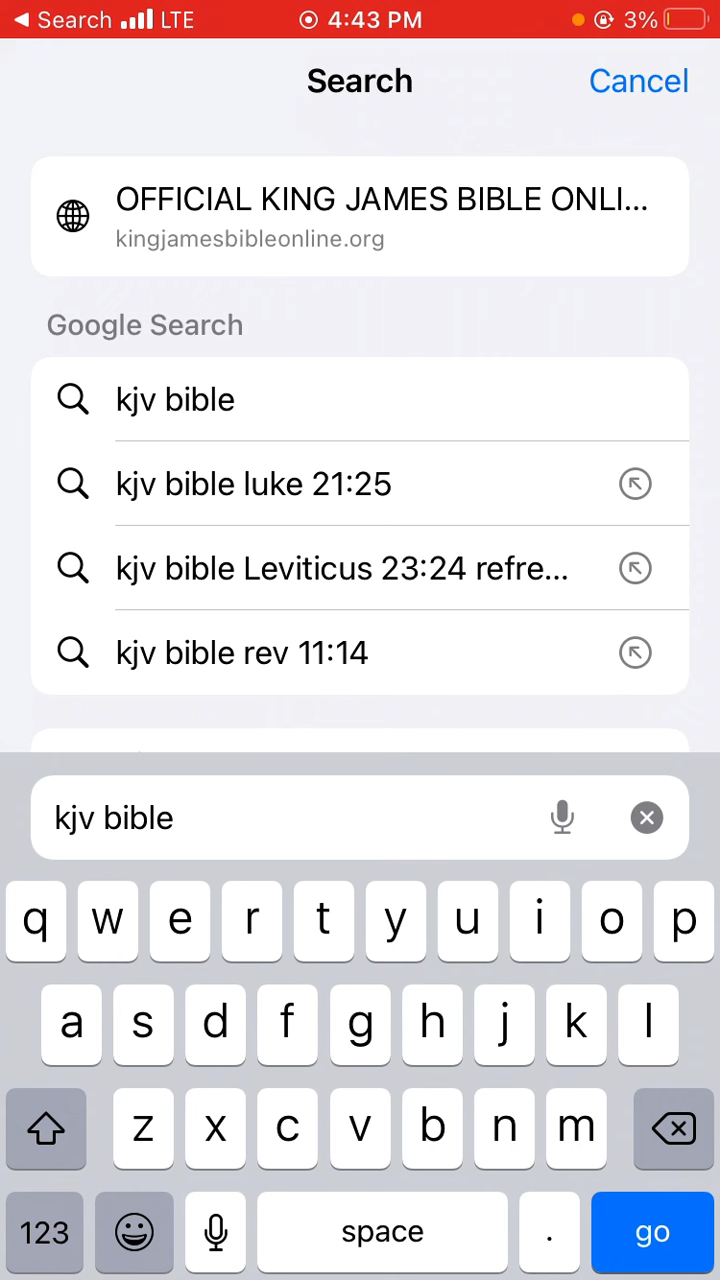 Search LTE 4:43 PM 3%
Search Cancel
OFFICIAL KING JAMES BIBLE ONLI...
kingjamesbibleonline.org
Google Search
kjv bible
kjv bible luke 21:25
kjv bible Leviticus 23:24 refre...
kjv bible rev 11:14
kjv bible
q w e r t y u i o p
a s d f g h j k l
z x c v b n m
123 space . go